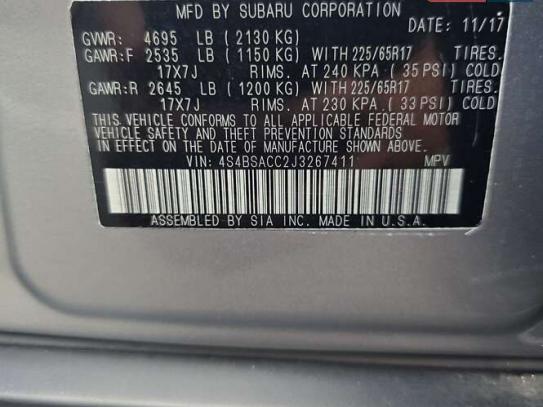 MFD BY SUBARU CORPORATION
DATE: 11/17
GVWR: 4695 LB (2130 KG)
GAWR:F 2535 LB (1150 KG) WITH 225/65R17 TIRES.
17X7J RIMS. AT 240 KPA (35 PSI) COLD
GAWR:R 2645 LB (1200 KG) WITH 225/65R17 TIRES.
17X7J RIMS. AT 230 KPA (33 PSI) COLD
THIS VEHICLE CONFORMS TO ALL APPLICABLE FEDERAL MOTOR
VEHICLE SAFETY AND THEFT PREVENTION STANDARDS
IN EFFECT ON THE DATE OF MANUFACTURE SHOWN ABOVE.
VIN: 4S4BSACC2J3267411 MPV
ASSEMBLED BY SIA INC. MADE IN U.S.A.